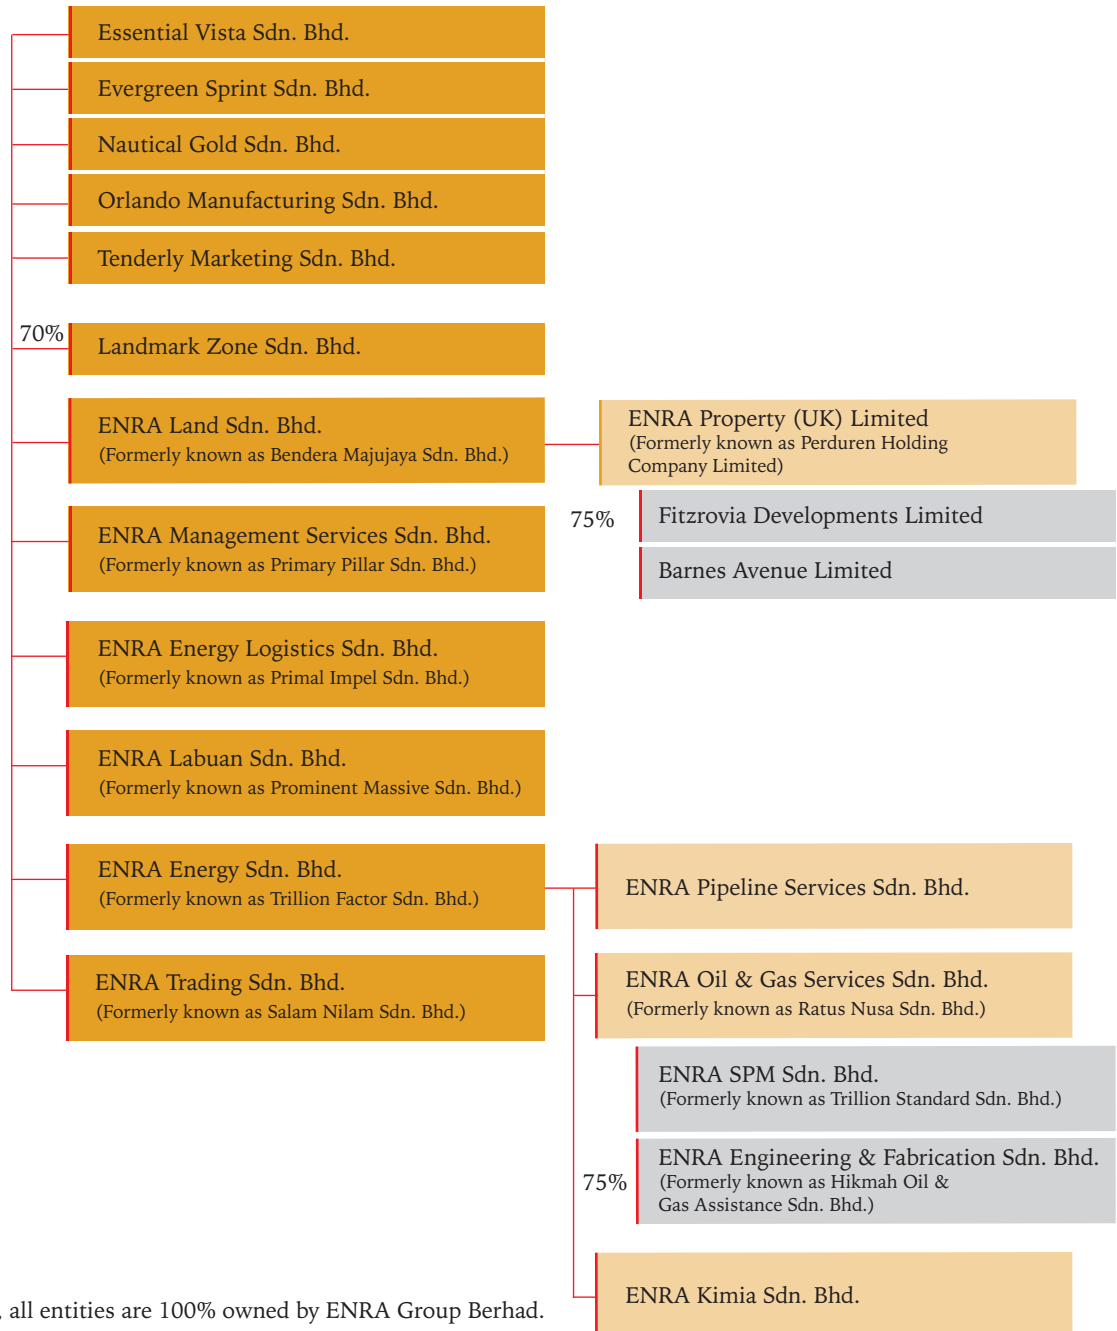 Essential Vista Sdn. Bhd.
Evergreen Sprint Sdn. Bhd.
Nautical Gold Sdn. Bhd.
Orlando Manufacturing Sdn. Bhd.
Tenderly Marketing Sdn. Bhd.
70%
Landmark Zone Sdn. Bhd.
ENRA Land Sdn. Bhd.
(Formerly known as Bendera Majujaya Sdn. Bhd.)
ENRA Property (UK) Limited
(Formerly known as Perduren Holding
Company Limited)
75%
Fitzrovia Developments Limited
Barnes Avenue Limited
ENRA Management Services Sdn. Bhd.
(Formerly known as Primary Pillar Sdn. Bhd.)
ENRA Energy Logistics Sdn. Bhd.
(Formerly known as Primal Impel Sdn. Bhd.)
ENRA Labuan Sdn. Bhd.
(Formerly known as Prominent Massive Sdn. Bhd.)
ENRA Energy Sdn. Bhd.
(Formerly known as Trillion Factor Sdn. Bhd.)
ENRA Pipeline Services Sdn. Bhd.
ENRA Oil & Gas Services Sdn. Bhd.
(Formerly known as Ratus Nusa Sdn. Bhd.)
ENRA SPM Sdn. Bhd.
(Formerly known as Trillion Standard Sdn. Bhd.)
75%
ENRA Engineering & Fabrication Sdn. Bhd.
(Formerly known as Hikmah Oil &
Gas Assistance Sdn. Bhd.)
ENRA Kimia Sdn. Bhd.
ENRA Trading Sdn. Bhd.
(Formerly known as Salam Nilam Sdn. Bhd.)
, all entities are 100% owned by ENRA Group Berhad.